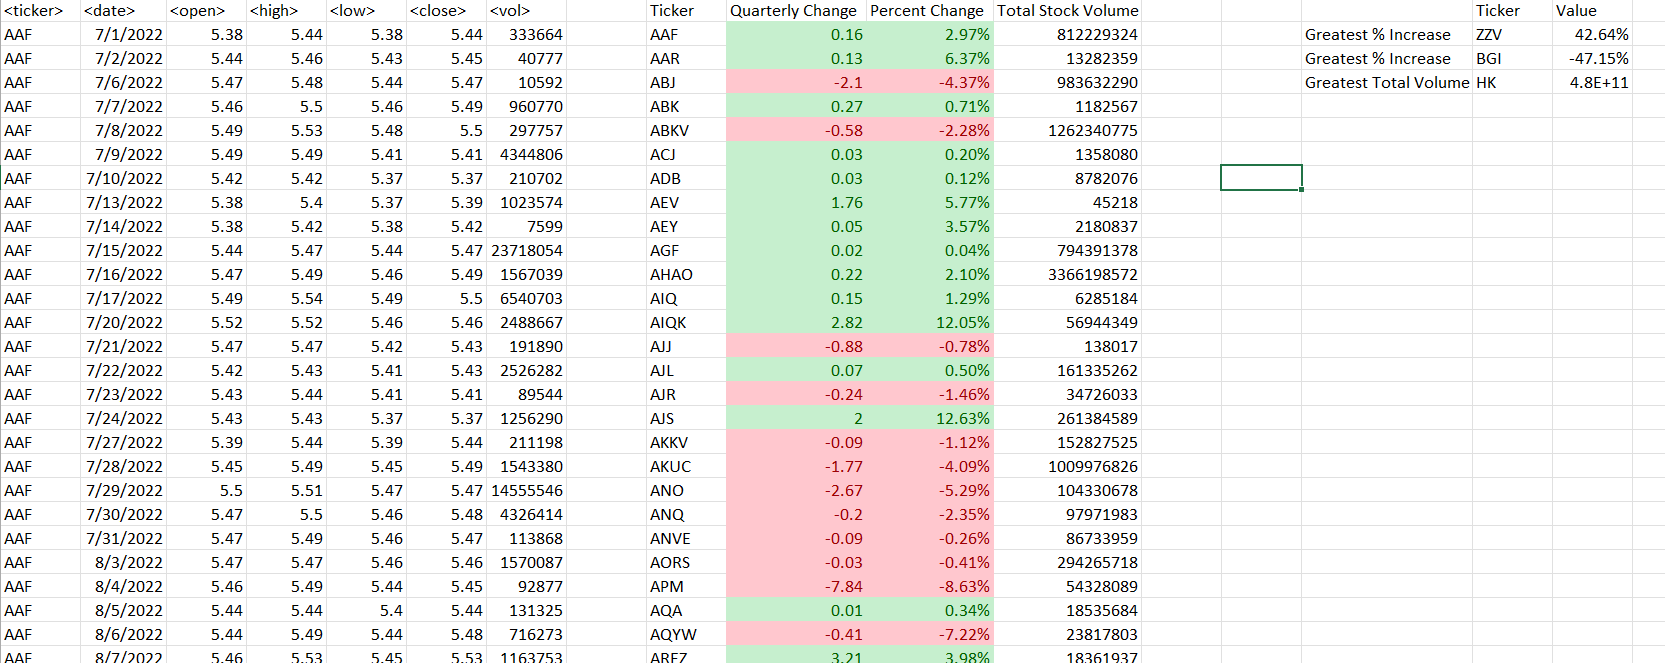 <ticker> <date> <open> <high> <low> <close> <vol> Ticker Quarterly Change Percent Change Total Stock Volume Ticker Value
AAF 7/1/2022 5.38 5.44 5.38 5.44 333664 AAF 0.16 2.97% 812229324 Greatest % Increase ZZV 42.64%
AAF 7/2/2022 5.44 5.46 5.43 5.45 40777 AAR 0.13 6.37% 13282359 Greatest % Increase BGI -47.15%
AAF 7/6/2022 5.47 5.48 5.44 5.47 10592 ABJ -2.1 -4.37% 983632290 Greatest Total Volume HK 4.8E+11
AAF 7/7/2022 5.46 5.5 5.46 5.49 960770 ABK 0.27 0.71% 1182567
AAF 7/8/2022 5.49 5.53 5.48 5.5 297757 ABKV -0.58 -2.28% 1262340775
AAF 7/9/2022 5.49 5.49 5.41 5.41 4344806 ACJ 0.03 0.20% 1358080
AAF 7/10/2022 5.42 5.42 5.37 5.37 210702 ADB 0.03 0.12% 8782076
AAF 7/13/2022 5.38 5.4 5.37 5.39 1023574 AEV 1.76 5.77% 45218
AAF 7/14/2022 5.38 5.42 5.38 5.42 7599 AEY 0.05 3.57% 2180837
AAF 7/15/2022 5.44 5.47 5.44 5.47 23718054 AGF 0.02 0.04% 794391378
AAF 7/16/2022 5.47 5.49 5.46 5.49 1567039 AHAO 0.22 2.10% 3366198572
AAF 7/17/2022 5.49 5.54 5.49 5.5 6540703 AIQ 0.15 1.29% 6285184
AAF 7/20/2022 5.52 5.52 5.46 5.46 2488667 AIQK 2.82 12.05% 56944349
AAF 7/21/2022 5.47 5.47 5.42 5.43 191890 AJJ -0.88 -0.78% 138017
AAF 7/22/2022 5.42 5.43 5.41 5.43 2526282 AJL 0.07 0.50% 161335262
AAF 7/23/2022 5.43 5.44 5.41 5.41 89544 AJR -0.24 -1.46% 34726033
AAF 7/24/2022 5.43 5.43 5.37 5.37 1256290 AJS 2 12.63% 261384589
AAF 7/27/2022 5.39 5.44 5.39 5.44 211198 AKKV -0.09 -1.12% 152827525
AAF 7/28/2022 5.45 5.49 5.45 5.49 1543380 AKUC -1.77 -4.09% 1009976826
AAF 7/29/2022 5.5 5.51 5.47 5.47 14555546 ANO -2.67 -5.29% 104330678
AAF 7/30/2022 5.47 5.5 5.46 5.48 4326414 ANQ -0.2 -2.35% 97971983
AAF 7/31/2022 5.47 5.49 5.46 5.47 113868 ANVE -0.09 -0.26% 86733959
AAF 8/3/2022 5.47 5.47 5.46 5.46 1570087 AORS -0.03 -0.41% 294265718
AAF 8/4/2022 5.46 5.49 5.44 5.45 92877 APM -7.84 -8.63% 54328089
AAF 8/5/2022 5.44 5.44 5.4 5.44 131325 AQA 0.01 0.34% 18535684
AAF 8/6/2022 5.44 5.49 5.44 5.48 716273 AQYW -0.41 -7.22% 23817803
AAF 8/7/2022 5.46 5.53 5.45 5.53 1163753 AREZ 3.21 3.98% 18361937